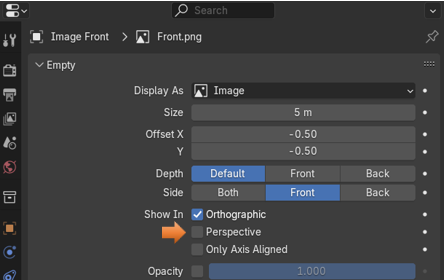 Search
Image Front > Front.png
Empty
Display As Image
Size 5 m
Offset X -0.50
Y -0.50
Depth Default Front Back
Side Both Front Back
Show In Orthographic
Perspective
Only Axis Aligned
Opacity 1.000